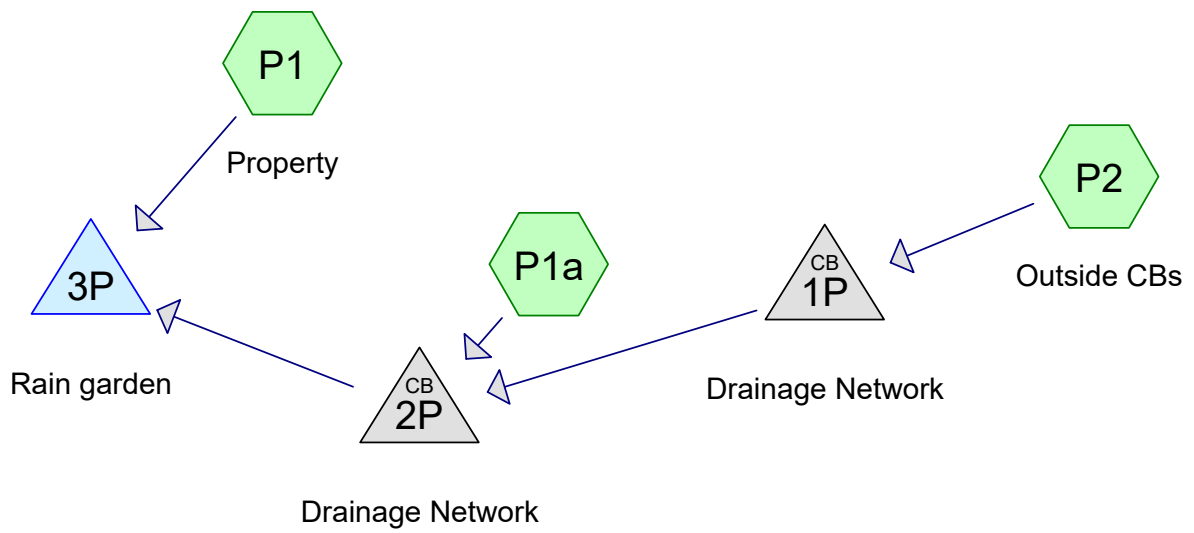 P1
Property
P2
Outside CBs
P1a
3P
Rain garden
CB
1P
Drainage Network
CB
2P
Drainage Network